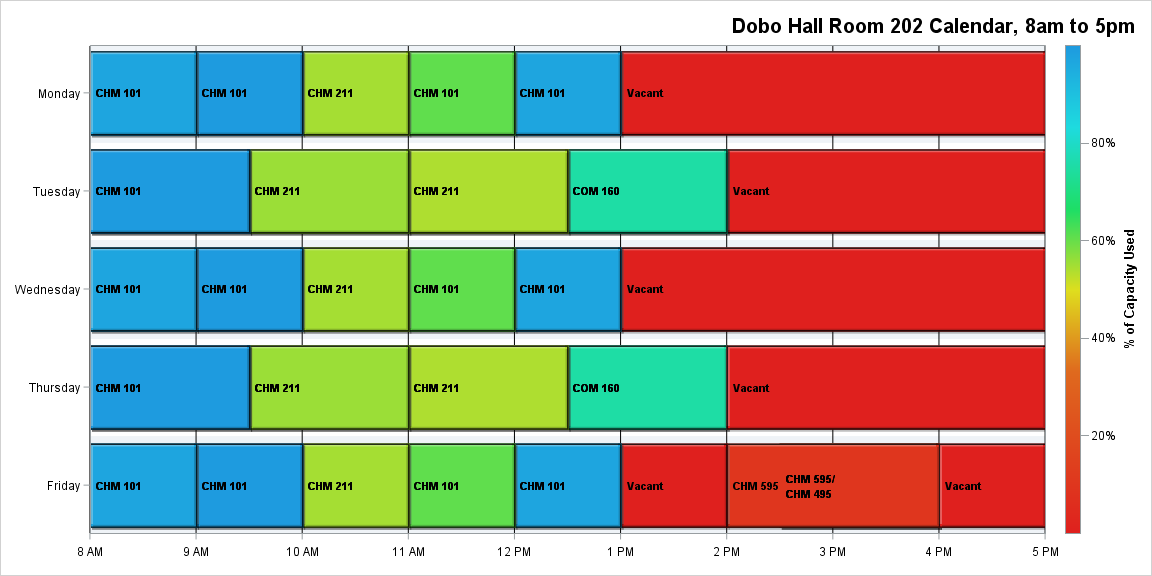 Dobo Hall Room 202 Calendar, 8am to 5pm
Monday
CHM 101
CHM 101
CHM 211
CHM 101
CHM 101
Vacant
Tuesday
CHM 101
CHM 211
CHM 211
COM 160
Vacant
Wednesday
CHM 101
CHM 101
CHM 211
CHM 101
CHM 101
Vacant
Thursday
CHM 101
CHM 211
CHM 211
COM 160
Vacant
Friday
CHM 101
CHM 101
CHM 211
CHM 101
CHM 101
Vacant
CHM 595
CHM 595/
CHM 495
Vacant
8 AM
9 AM
10 AM
11 AM
12 PM
1 PM
2 PM
3 PM
4 PM
5 PM
80%
60%
40%
20%
% of Capacity Used